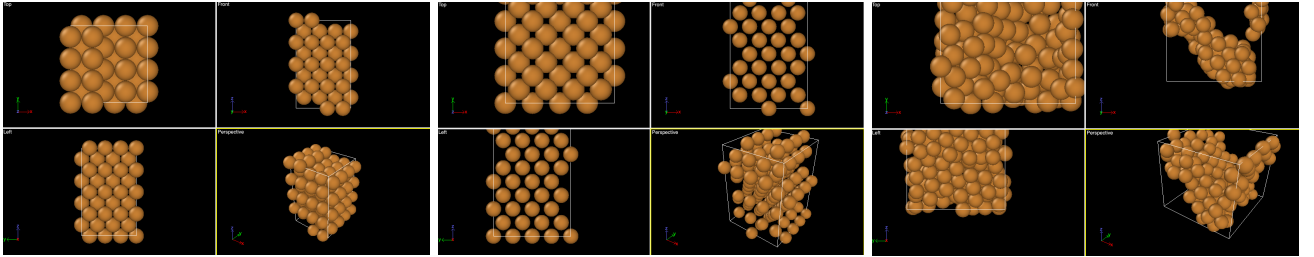 Top
Front
Top
Front
Top
Front
Left
Perspective
Left
Perspective
Left
Perspective